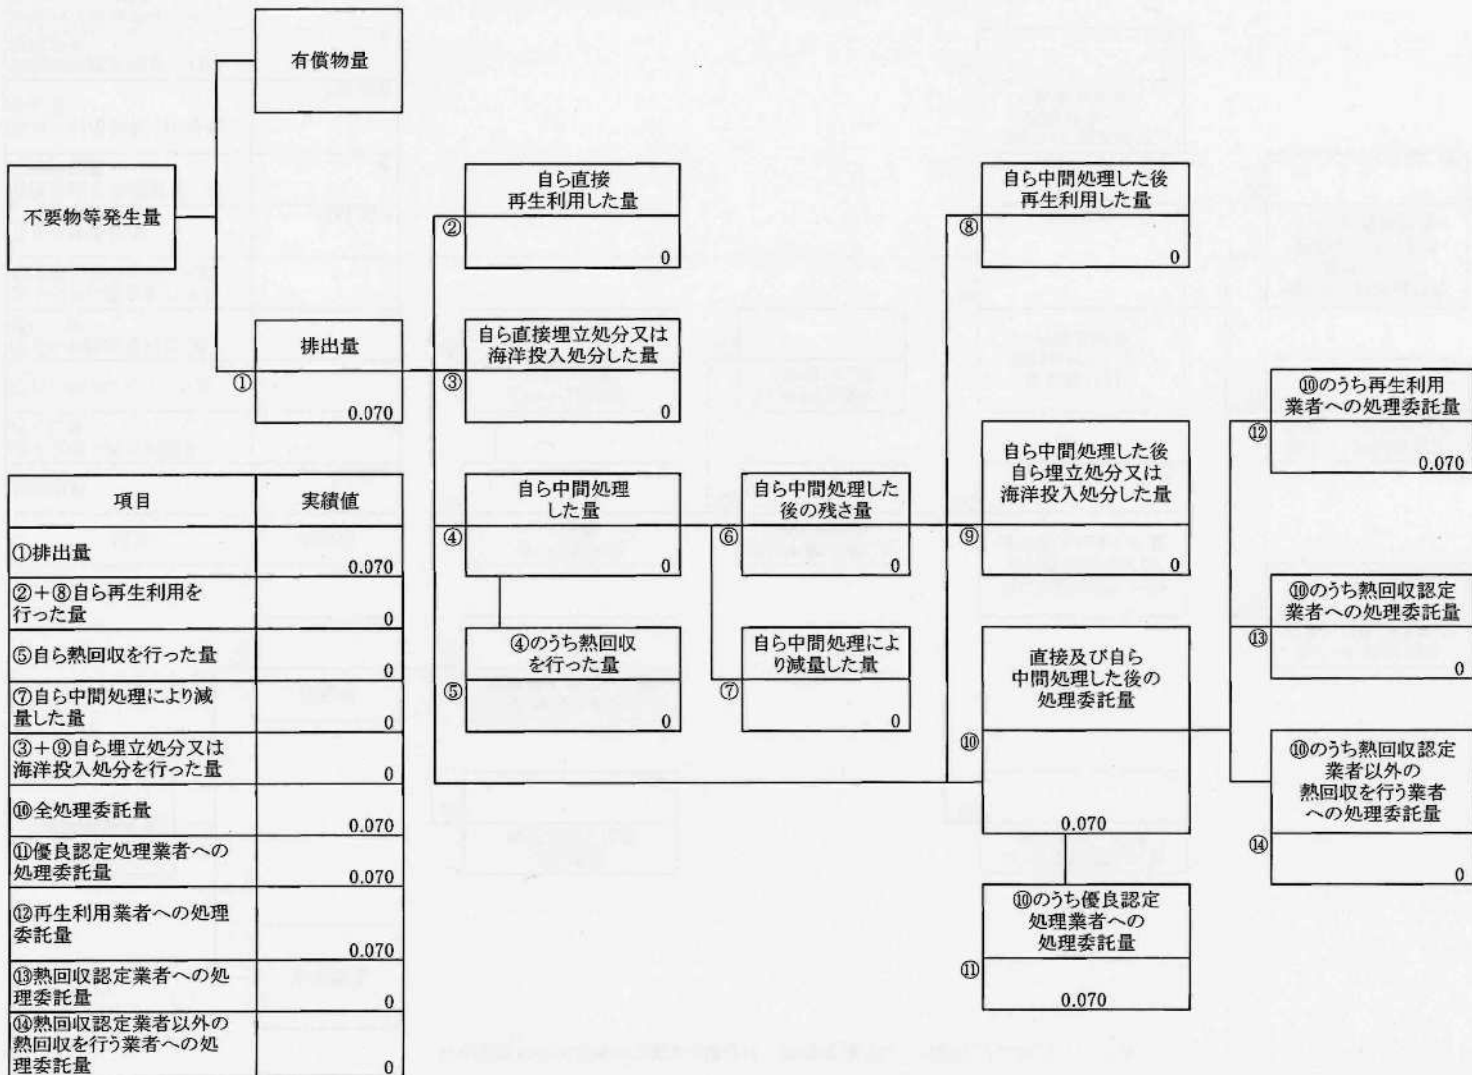 有償物量
不要物等発生量
排出量
①
0.070
自ら直接
再生利用した量
②
0
自ら直接埋立処分又は
海洋投入処分した量
③
0
自ら中間処理
した量
④
0
④のうち熱回収
を行った量
⑤
0
自ら中間処理した
後の残さ量
⑥
0
自ら中間処理によ
り減量した量
⑦
0
自ら中間処理した後
再生利用した量
⑧
0
自ら中間処理した後
自ら埋立処分又は
海洋投入処分した量
⑨
0
直接及び自ら
中間処理した後の
処理委託量
⑩
0.070
⑩のうち優良認定
処理業者への
処理委託量
⑪
0.070
⑩のうち再生利用
業者への処理委託量
⑫
0.070
⑩のうち熱回収認定
業者への処理委託量
⑬
0
⑩のうち熱回収認定
業者以外の
熱回収を行う業者
への処理委託量
⑭
0
項目 実績値
①排出量
0.070
②+⑧自ら再生利用を
行った量
0
⑤自ら熱回収を行った量
0
⑦自ら中間処理により減
量した量
0
③+⑨自ら埋立処分又は
海洋投入処分を行った量
0
⑩全処理委託量
0.070
⑪優良認定処理業者への
処理委託量
0.070
⑫再生利用業者への処理
委託量
0.070
⑬熱回収認定業者への処
理委託量
0
⑭熱回収認定業者以外の
熱回収を行う業者への処
理委託量
0